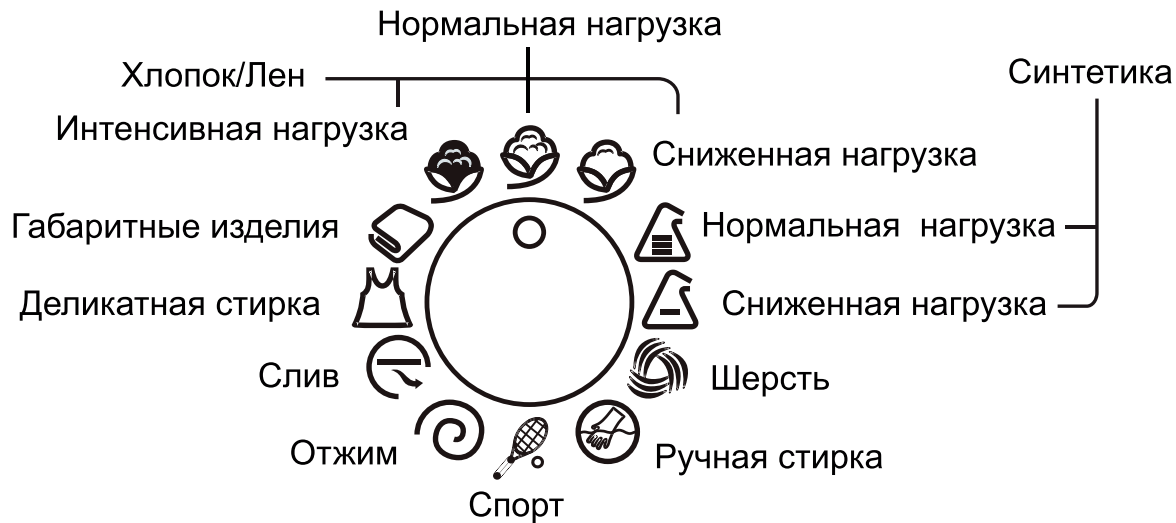 Нормальная нагрузка
Хлопок/Лен
Синтетика
Интенсивная нагрузка
Сниженная нагрузка
Габаритные изделия
Нормальная нагрузка
Деликатная стирка
Сниженная нагрузка
Слив
Шерсть
Отжим
Ручная стирка
Спорт